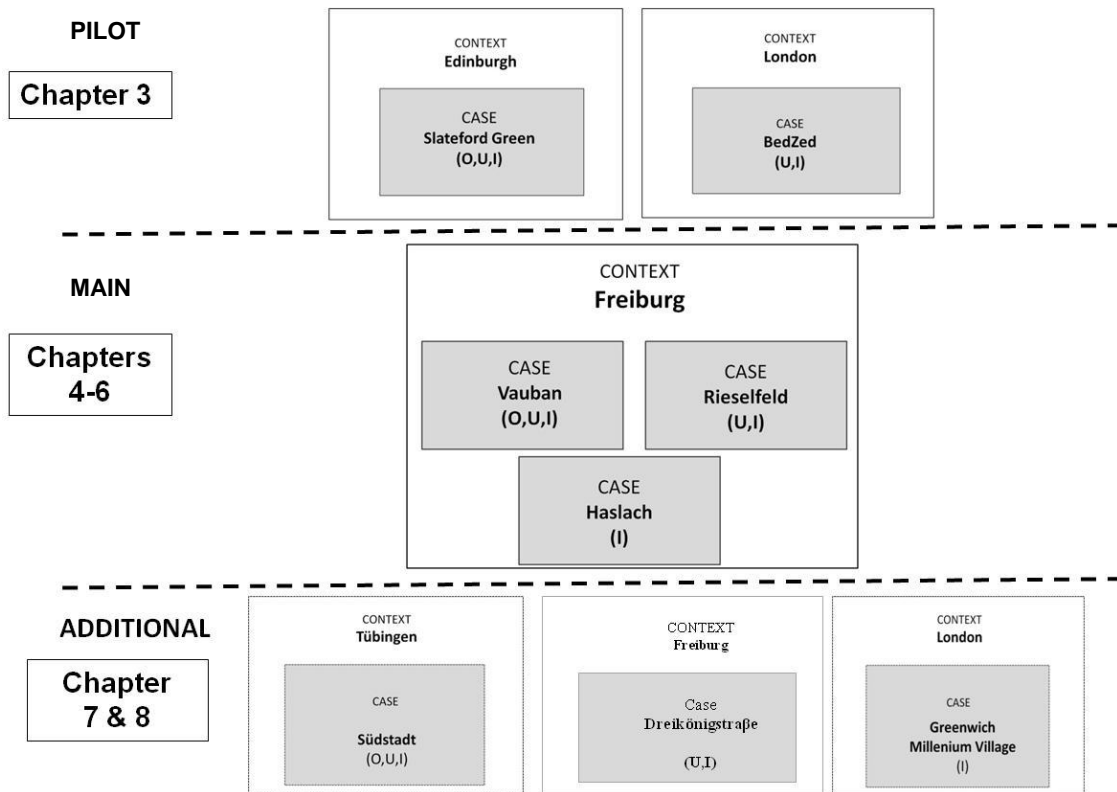 PILOT
Chapter 3
CONTEXT
Edinburgh
CASE
Slateford Green
(O,U,I)
CONTEXT
London
CASE
BedZed
(U,I)
MAIN
Chapters
4-6
CONTEXT
Freiburg
CASE
Vauban
(O,U,I)
CASE
Rieselfeld
(U,I)
CASE
Haslach
(I)
ADDITIONAL
Chapter
7 & 8
CONTEXT
Tübingen
CASE
Südstadt
(O,U,I)
CONTEXT
Freiburg
Case
Dreikönigstraße
(U,I)
CONTEXT
London
CASE
Greenwich
Millenium Village
(I)